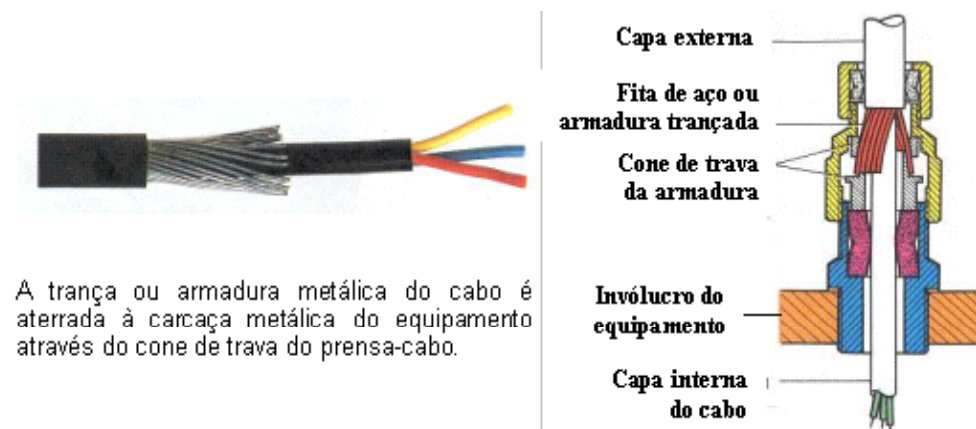 A trança ou armadura metálica do cabo é
aterrada à carcaça metálica do equipamento
através do cone de trava do prensa-cabo.
Capa externa
Fita de aço ou
armadura trançada
Cone de trava
da armadura
Invólucro do
equipamento
Capa interna
do cabo